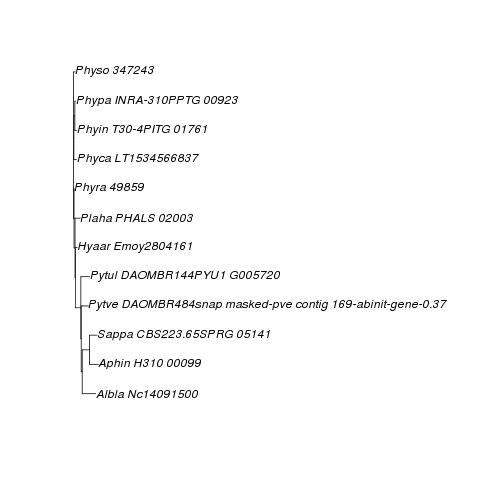 Physo 347243
Phypa INRA-310PPTG 00923
Phyin T30-4PITG 01761
Phyca LT1534566837
Phyra 49859
Plaha PHALS 02003
Hyaar Emoy2804161
Pytul DAOMBR144PYU1 G005720
Pytve DAOMBR484snap masked-pve contig 169-abinit-gene-0.37
Sappa CBS223.65SPRG 05141
Aphin H310 00099
Albla Nc14091500